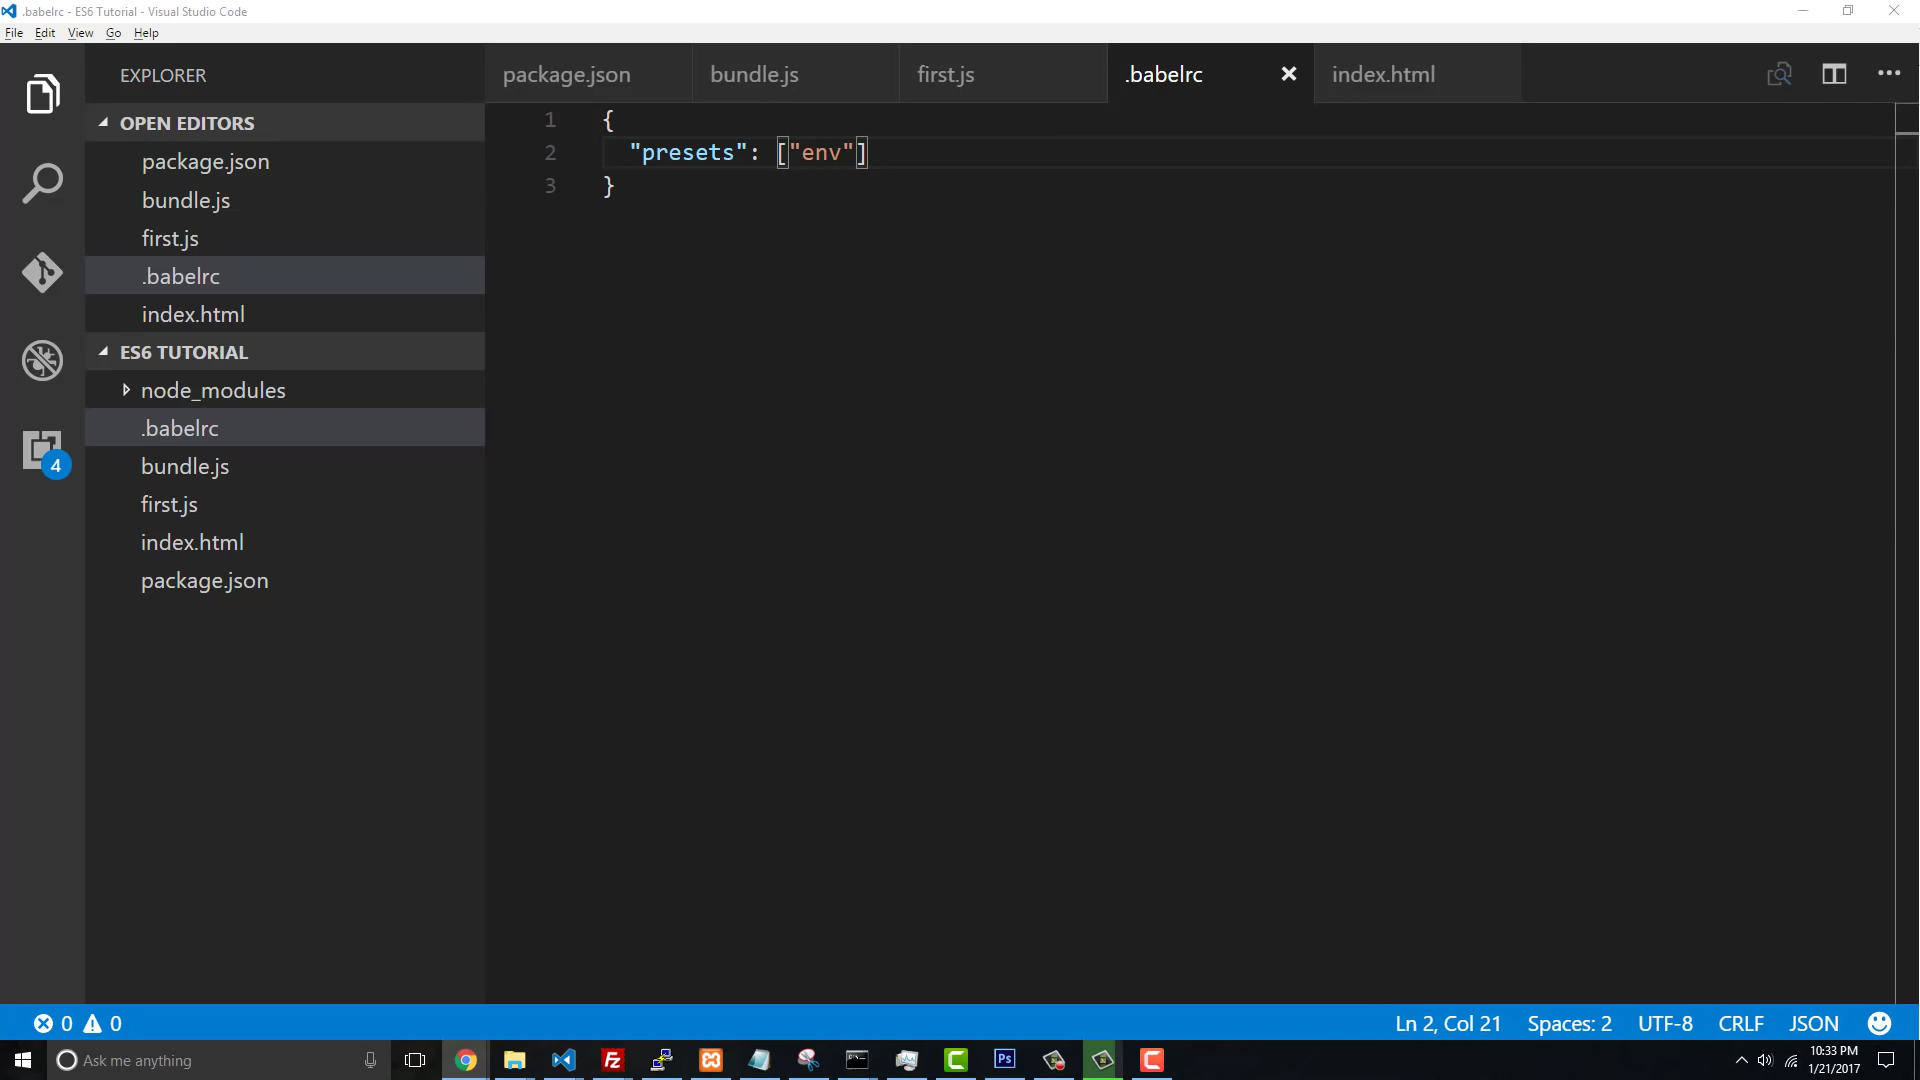 .babelrc - ES6 Tutorial - Visual Studio Code
File Edit View Go Help
EXPLORER
OPEN EDITORS
package.json
bundle.js
first.js
.babelrc
index.html
ES6 TUTORIAL
node_modules
.babelrc
bundle.js
first.js
index.html
package.json
4
package.json bundle.js first.js .babelrc index.html
1 {
2 "presets": ["env"]
3 }
0 0
Ln 2, Col 21 Spaces: 2 UTF-8 CRLF JSON
Ask me anything
Fz
Ps
10:33 PM
1/21/2017